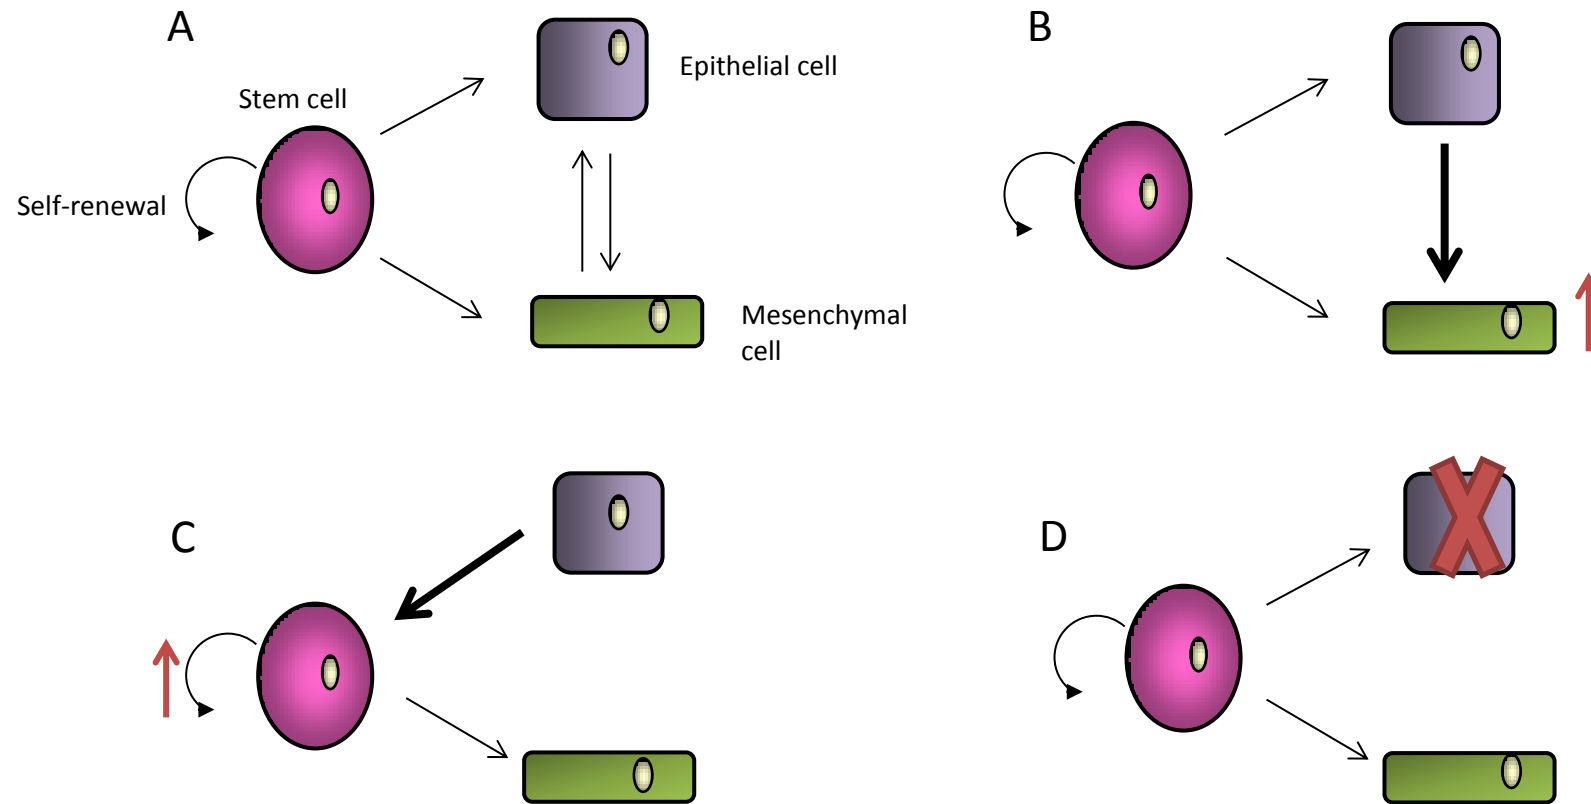 A
Epithelial cell
Stem cell
Self-renewal
Mesenchymal
cell
B
C
D